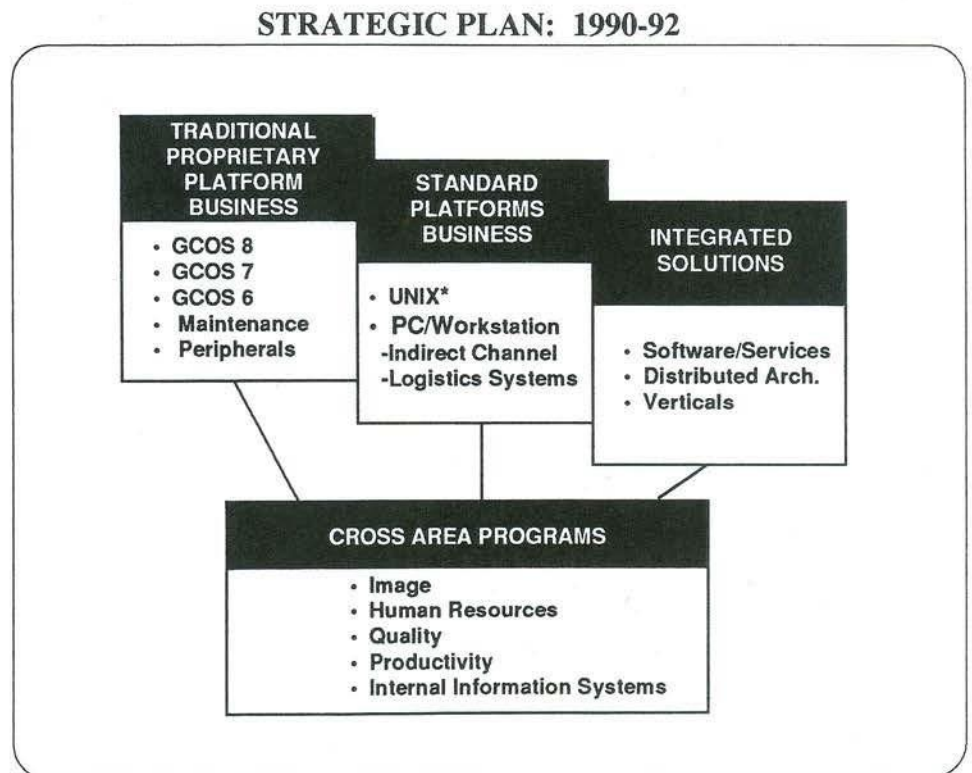 STRATEGIC PLAN: 1990-92
TRADITIONAL
PROPRIETARY
PLATFORM
BUSINESS
• GCOS 8
• GCOS 7
• GCOS 6
• Maintenance
• Peripherals
STANDARD
PLATFORMS
BUSINESS
• UNIX*
• PC/Workstation
-Indirect Channel
-Logistics Systems
INTEGRATED
SOLUTIONS
• Software/Services
• Distributed Arch.
• Verticals
CROSS AREA PROGRAMS
• Image
• Human Resources
• Quality
• Productivity
• Internal Information Systems